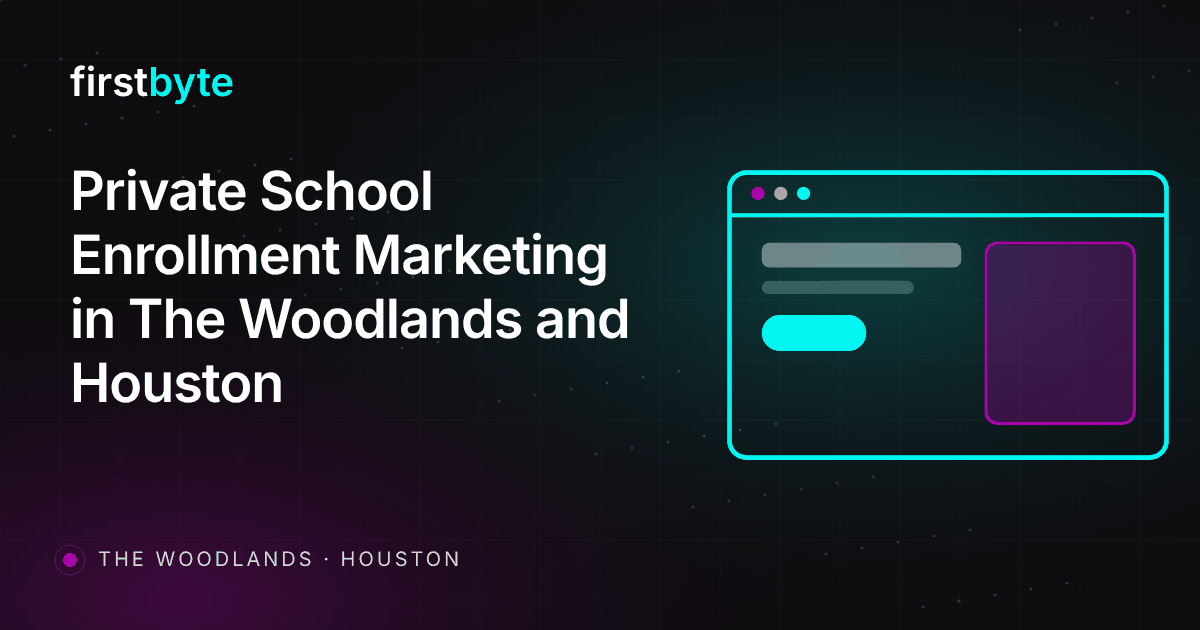 firstbyte
Private School
Enrollment Marketing
in The Woodlands and
Houston
THE WOODLANDS · HOUSTON